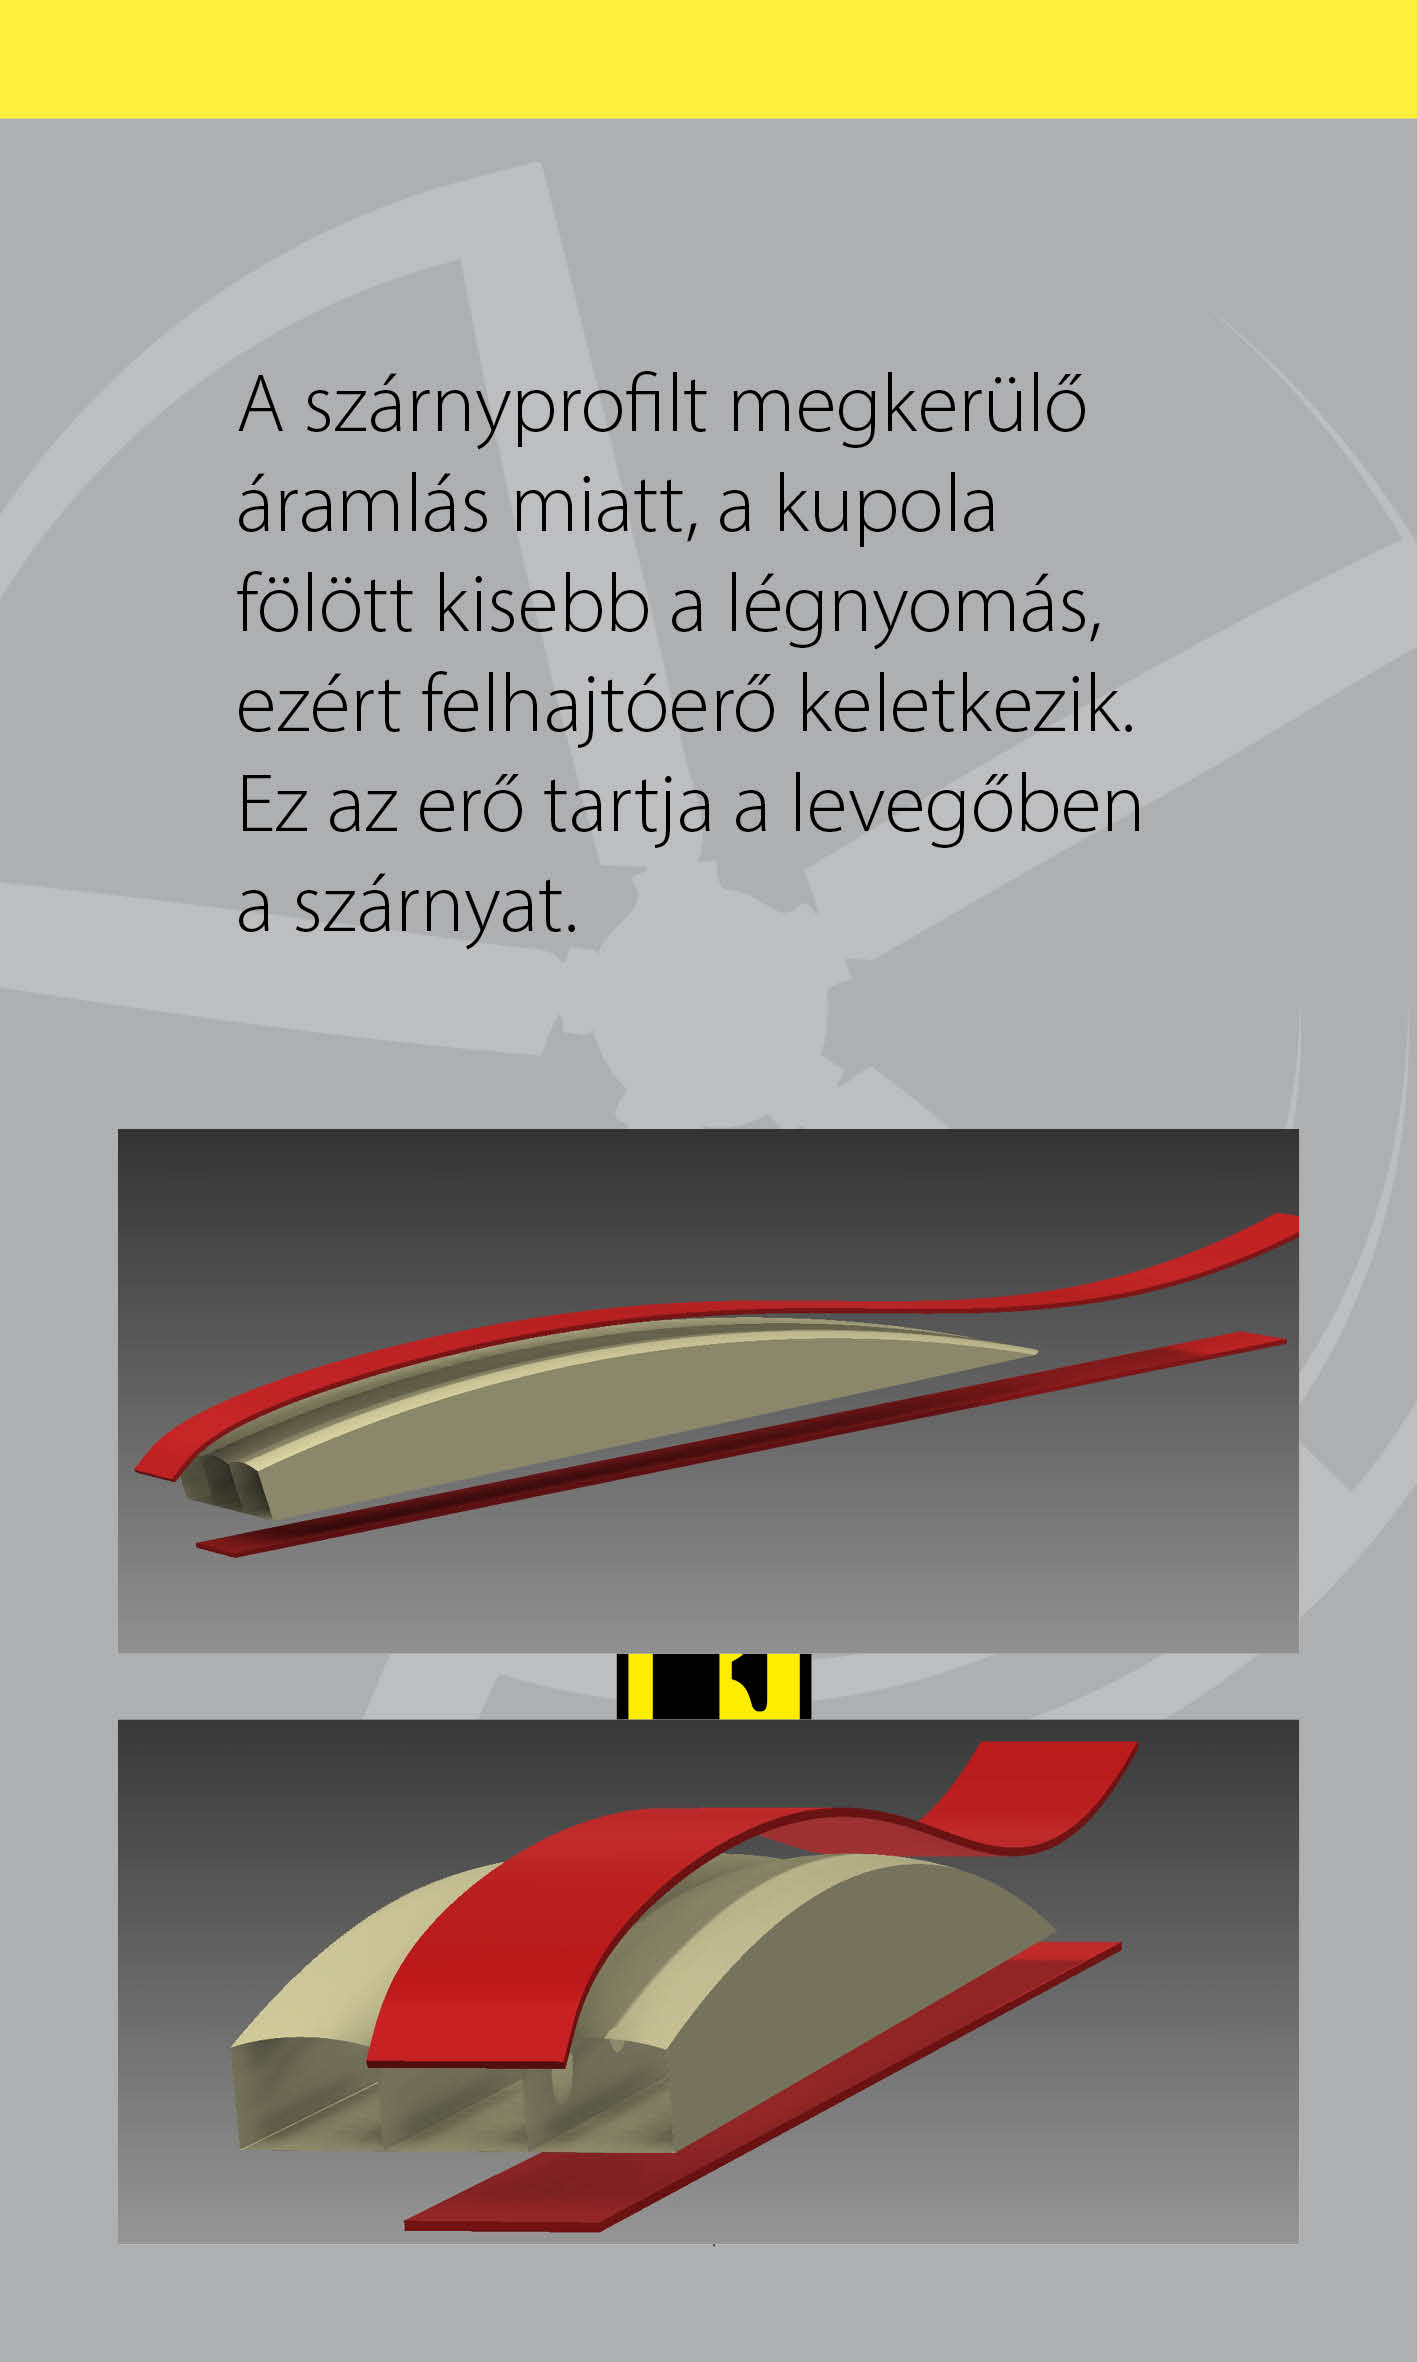 A szárnyprofilt megkerülő
áramlás miatt, a kupola
fölött kisebb a légnyomás,
ezért felhajtóerő keletkezik.
Ez az erő tartja a levegőben
a szárnyat.